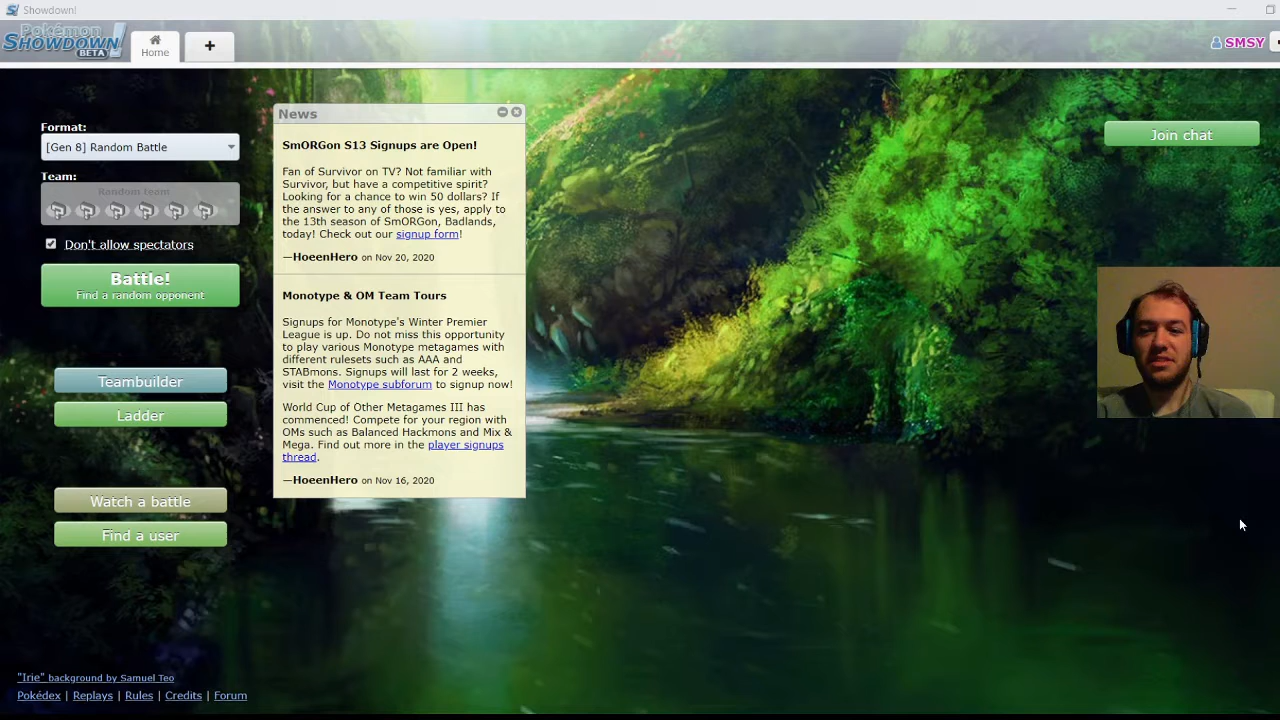 Showdown!
Pokémon
SHOWDOWN!
BETA
Home
+
SMSY
Format:
[Gen 8] Random Battle
Team:
Random team
Don't allow spectators
Battle!
Find a random opponent
Teambuilder
Ladder
Watch a battle
Find a user
News
SmORGon S13 Signups are Open!
Fan of Survivor on TV? Not familiar with
Survivor, but have a competitive spirit?
Looking for a chance to win 50 dollars? If
the answer to any of those is yes, apply to
the 13th season of SmORGon, Badlands,
today! Check out our signup form!
—HoeenHero on Nov 20, 2020
Monotype & OM Team Tours
Signups for Monotype's Winter Premier
League is up. Do not miss this opportunity
to play various Monotype metagames with
different rulesets such as AAA and
STABmons. Signups will last for 2 weeks,
visit the Monotype subforum to signup now!
World Cup of Other Metagames III has
commenced! Compete for your region with
OMs such as Balanced Hackmons and Mix &
Mega. Find out more in the player signups
thread.
—HoeenHero on Nov 16, 2020
Join chat
"Irie" background by Samuel Teo
Pokédex | Replays | Rules | Credits | Forum